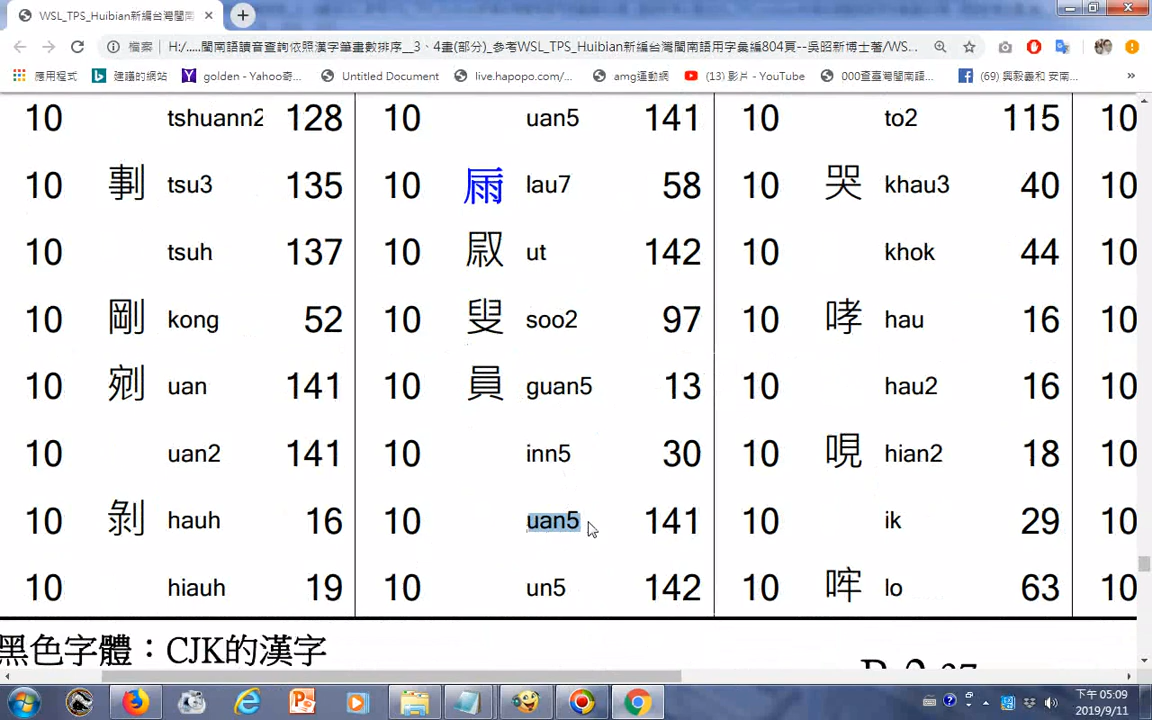 WSL_TPS_Huibian新編台灣閩南
檔案 H:/.....閩南語讀音查詢依照漢字筆畫數排序__3、4畫(部分)_參考WSL_TPS_Huibian新編台灣閩南語用字彙編804頁--吳昭新博士著/WS...
應用程式 建議的網站 golden - Yahoo奇... Untitled Document live.hapopo.com/... amg運動網 (13) 影片 - YouTube 000查臺灣閩南語... (69) 興毅義和 安南... »
10 tshuann2 128 10 uan5 141 10 to2 115 10
10 剚 tsu3 135 10 lau7 58 10 哭 khau3 40 10
10 tsuh 137 10 ut 142 10 khok 44 10
10 剛 kong 52 10 叟 soo2 97 10 哮 hau 16 10
10 剜 uan 141 10 員 guan5 13 10 hau2 16 10
10 uan2 141 10 inn5 30 10 哯 hian2 18 10
10 剝 hauh 16 10 uan5 141 10 ik 29 10
10 hiauh 19 10 un5 142 10 哰 lo 63 10
黑色字體：CJK的漢字
下午 05:09
2019/9/11